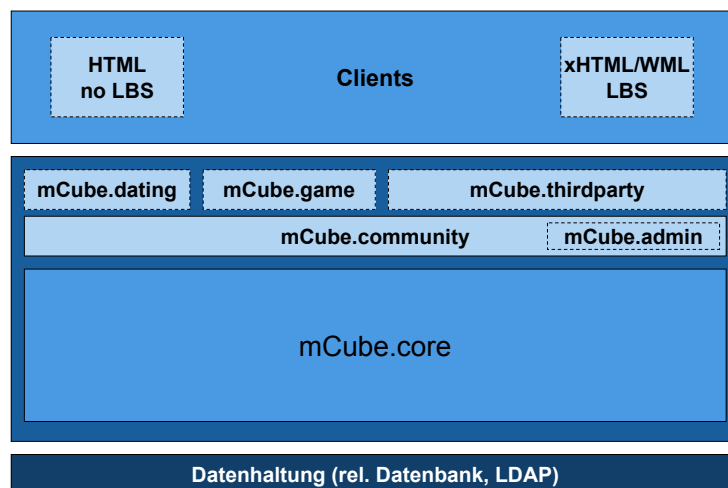 HTML
no LBS
Clients
xHTML/WML
LBS
mCube.dating
mCube.game
mCube.thirdparty
mCube.community
mCube.admin
mCube.core
Datenhaltung (rel. Datenbank, LDAP)